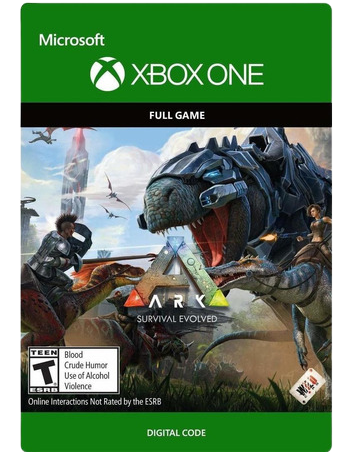 Microsoft
XBOX ONE
FULL GAME
ARK
SURVIVAL EVOLVED
TEEN
T
ESRB
Blood
Crude Humor
Use of Alcohol
Violence
Online Interactions Not Rated by the ESRB
DIGITAL CODE